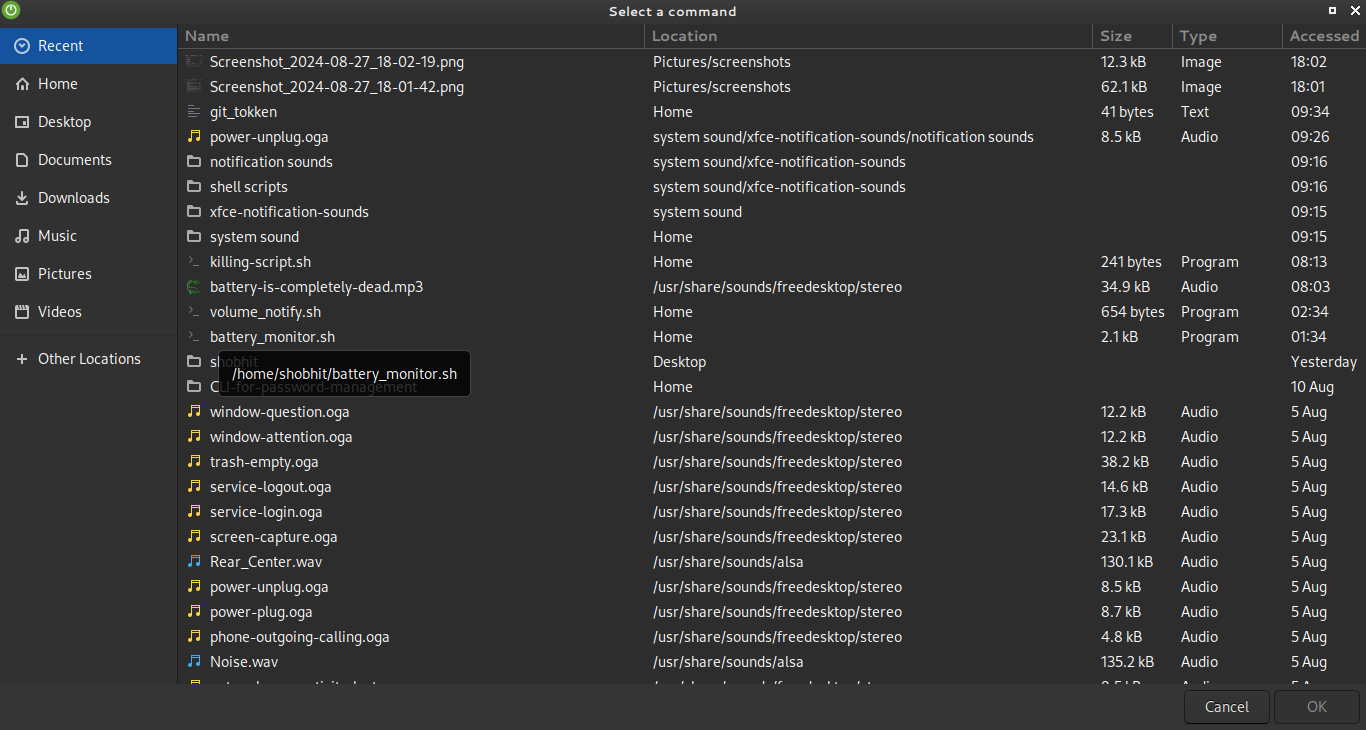 Select a command
Name Location Size Type Accessed
Recent
Home
Desktop
Documents
Downloads
Music
Pictures
Videos
Other Locations
Screenshot_2024-08-27_18-02-19.png Pictures/screenshots 12.3 kB Image 18:02
Screenshot_2024-08-27_18-01-42.png Pictures/screenshots 62.1 kB Image 18:01
git_tokken Home 41 bytes Text 09:34
power-unplug.oga system sound/xfce-notification-sounds/notification sounds 8.5 kB Audio 09:26
notification sounds system sound/xfce-notification-sounds 09:16
shell scripts system sound/xfce-notification-sounds 09:16
xfce-notification-sounds system sound 09:15
system sound Home 09:15
killing-script.sh Home 241 bytes Program 08:13
battery-is-completely-dead.mp3 /usr/share/sounds/freedesktop/stereo 34.9 kB Audio 08:03
volume_notify.sh Home 654 bytes Program 02:34
battery_monitor.sh Home 2.1 kB Program 01:34
shobhit Desktop Yesterday
/home/shobhit/battery_monitor.sh
CLI-for-password-management Home 10 Aug
window-question.oga /usr/share/sounds/freedesktop/stereo 12.2 kB Audio 5 Aug
window-attention.oga /usr/share/sounds/freedesktop/stereo 12.2 kB Audio 5 Aug
trash-empty.oga /usr/share/sounds/freedesktop/stereo 38.2 kB Audio 5 Aug
service-logout.oga /usr/share/sounds/freedesktop/stereo 14.6 kB Audio 5 Aug
service-login.oga /usr/share/sounds/freedesktop/stereo 17.3 kB Audio 5 Aug
screen-capture.oga /usr/share/sounds/freedesktop/stereo 23.1 kB Audio 5 Aug
Rear_Center.wav /usr/share/sounds/alsa 130.1 kB Audio 5 Aug
power-unplug.oga /usr/share/sounds/freedesktop/stereo 8.5 kB Audio 5 Aug
power-plug.oga /usr/share/sounds/freedesktop/stereo 8.7 kB Audio 5 Aug
phone-outgoing-calling.oga /usr/share/sounds/freedesktop/stereo 4.8 kB Audio 5 Aug
Noise.wav /usr/share/sounds/alsa 135.2 kB Audio 5 Aug
Cancel OK